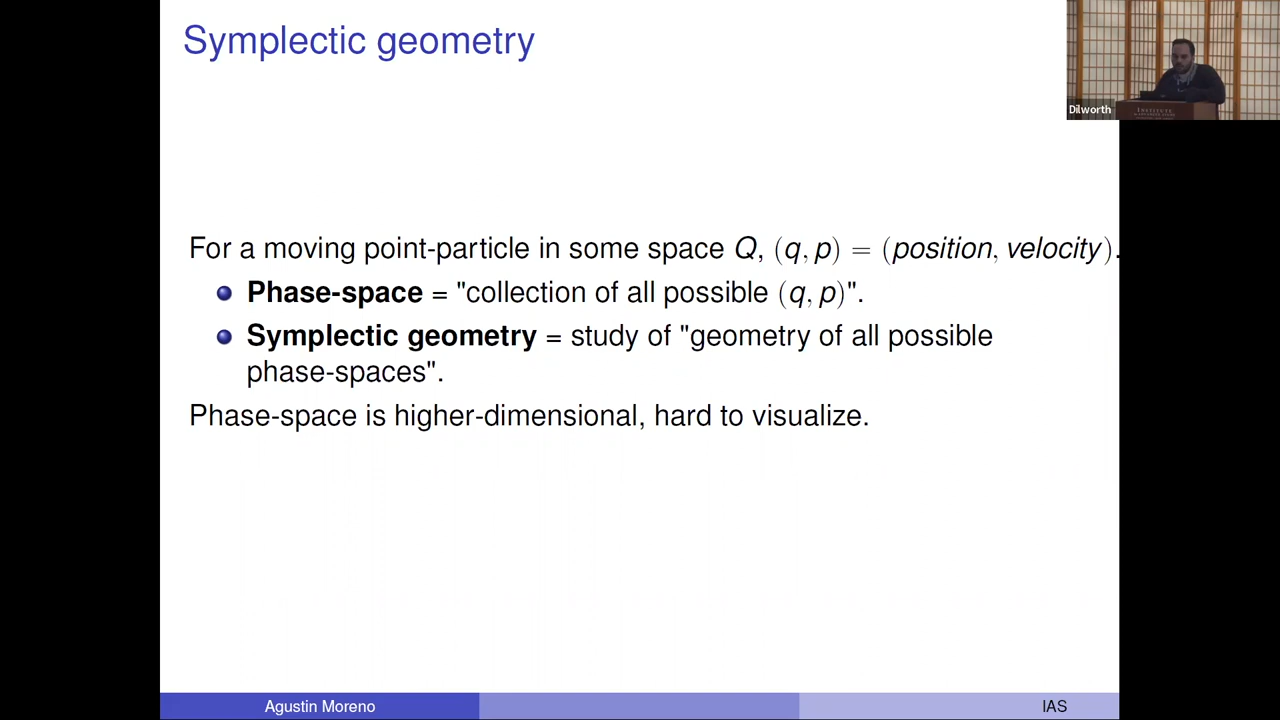 Symplectic geometry
Dilworth
INSTITUTE
For a moving point-particle in some space Q, (q, p) = (position, velocity).
Phase-space = "collection of all possible (q, p)".
Symplectic geometry = study of "geometry of all possible
phase-spaces".
Phase-space is higher-dimensional, hard to visualize.
Agustin Moreno
IAS